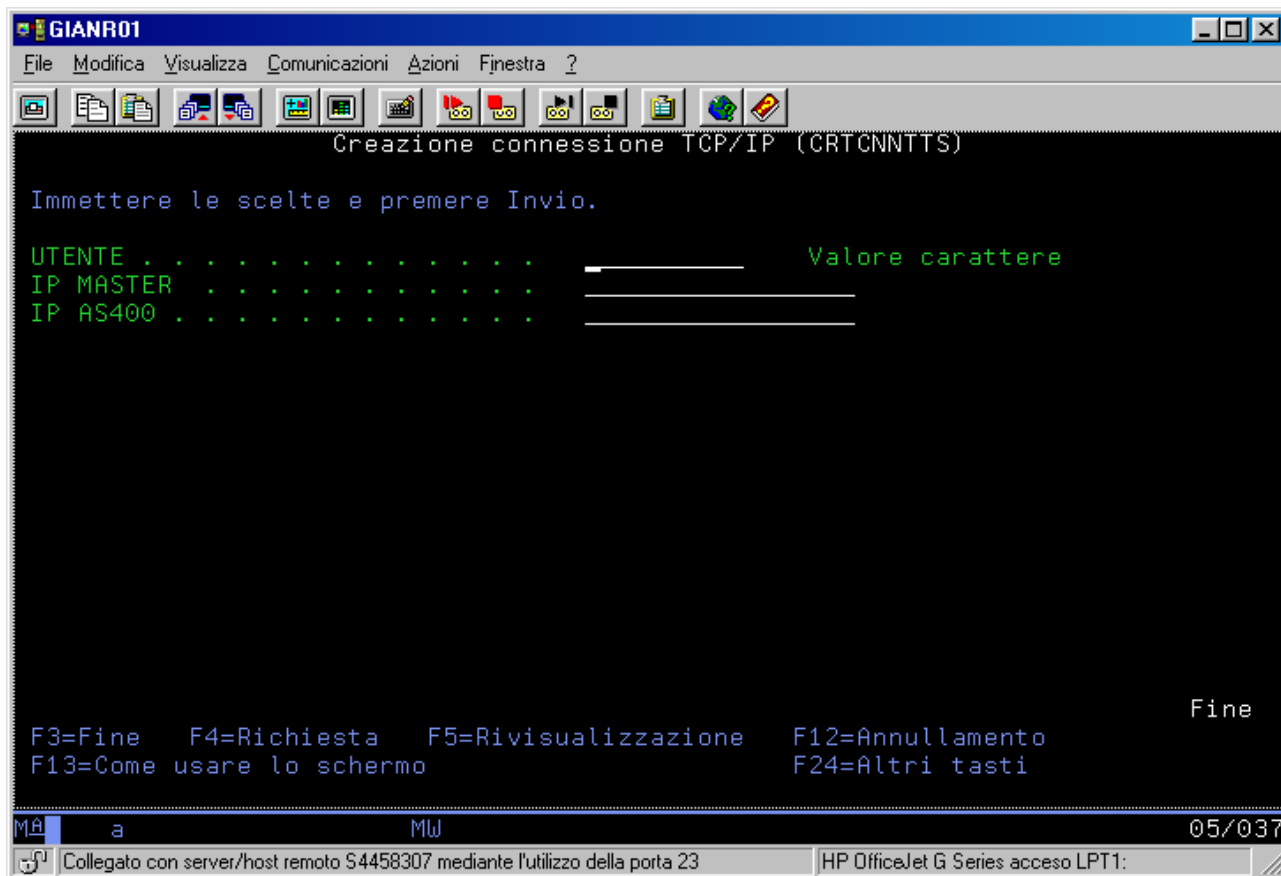 GIANR01
File Modifica Visualizza Comunicazioni Azioni Finestra ?
Creazione connessione TCP/IP (CRTCNNTTS)
Immettere le scelte e premere Invio.
UTENTE . . . . . . . . . . . . . Valore carattere
IP MASTER . . . . . . . . . . .
IP AS400 . . . . . . . . . . . .
Fine
F3=Fine F4=Richiesta F5=Rivisualizzazione F12=Annullamento
F13=Come usare lo schermo F24=Altri tasti
MA a MW 05/037
Collegato con server/host remoto S4458307 mediante l'utilizzo della porta 23 HP OfficeJet G Series acceso LPT1: